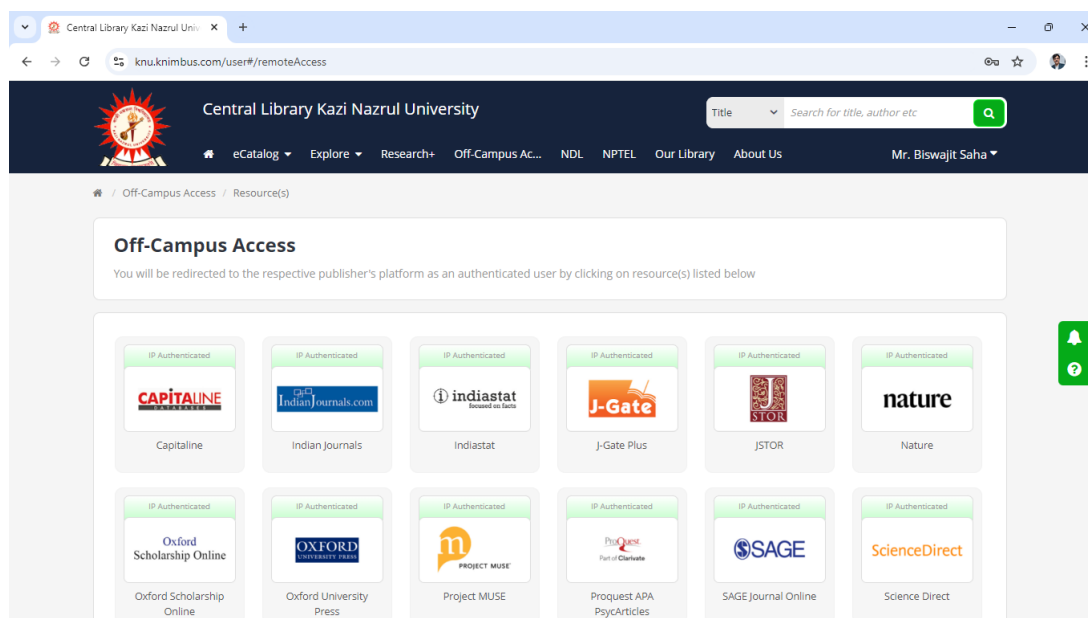 Central Library Kazi Nazrul Univ
knu.knimbus.com/user#/remoteAccess
Central Library Kazi Nazrul University
Title
Search for title, author etc
eCatalog
Explore
Research+
Off-Campus Ac...
NDL
NPTEL
Our Library
About Us
Mr. Biswajit Saha
/ Off-Campus Access / Resource(s)
Off-Campus Access
You will be redirected to the respective publisher's platform as an authenticated user by clicking on resource(s) listed below
IP Authenticated
IP Authenticated
IP Authenticated
IP Authenticated
IP Authenticated
IP Authenticated
CAPITALINE
DATABASES
IndianJournals.com
indiastat
focused on facts
J-Gate
JSTOR
nature
Capitaline
Indian Journals
Indiastat
J-Gate Plus
JSTOR
Nature
IP Authenticated
IP Authenticated
IP Authenticated
IP Authenticated
IP Authenticated
IP Authenticated
Oxford
Scholarship Online
OXFORD
UNIVERSITY PRESS
m
PROJECT MUSE
ProQuest
Part of Clarivate
SAGE
ScienceDirect
Oxford Scholarship
Online
Oxford University
Press
Project MUSE
Proquest APA
PsycArticles
SAGE Journal Online
Science Direct